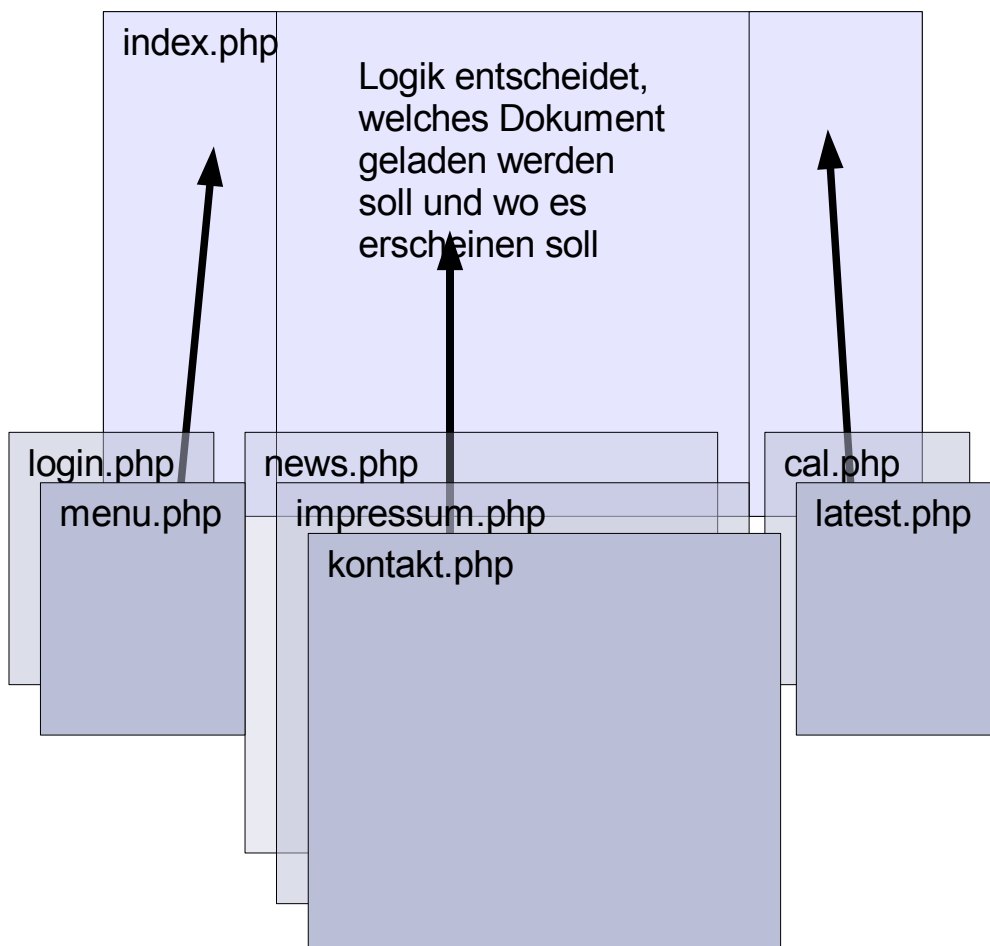 index.php
Logik entscheidet,
welches Dokument
geladen werden
soll und wo es
erscheinen soll
login.php
menu.php
news.php
impressum.php
kontakt.php
cal.php
latest.php